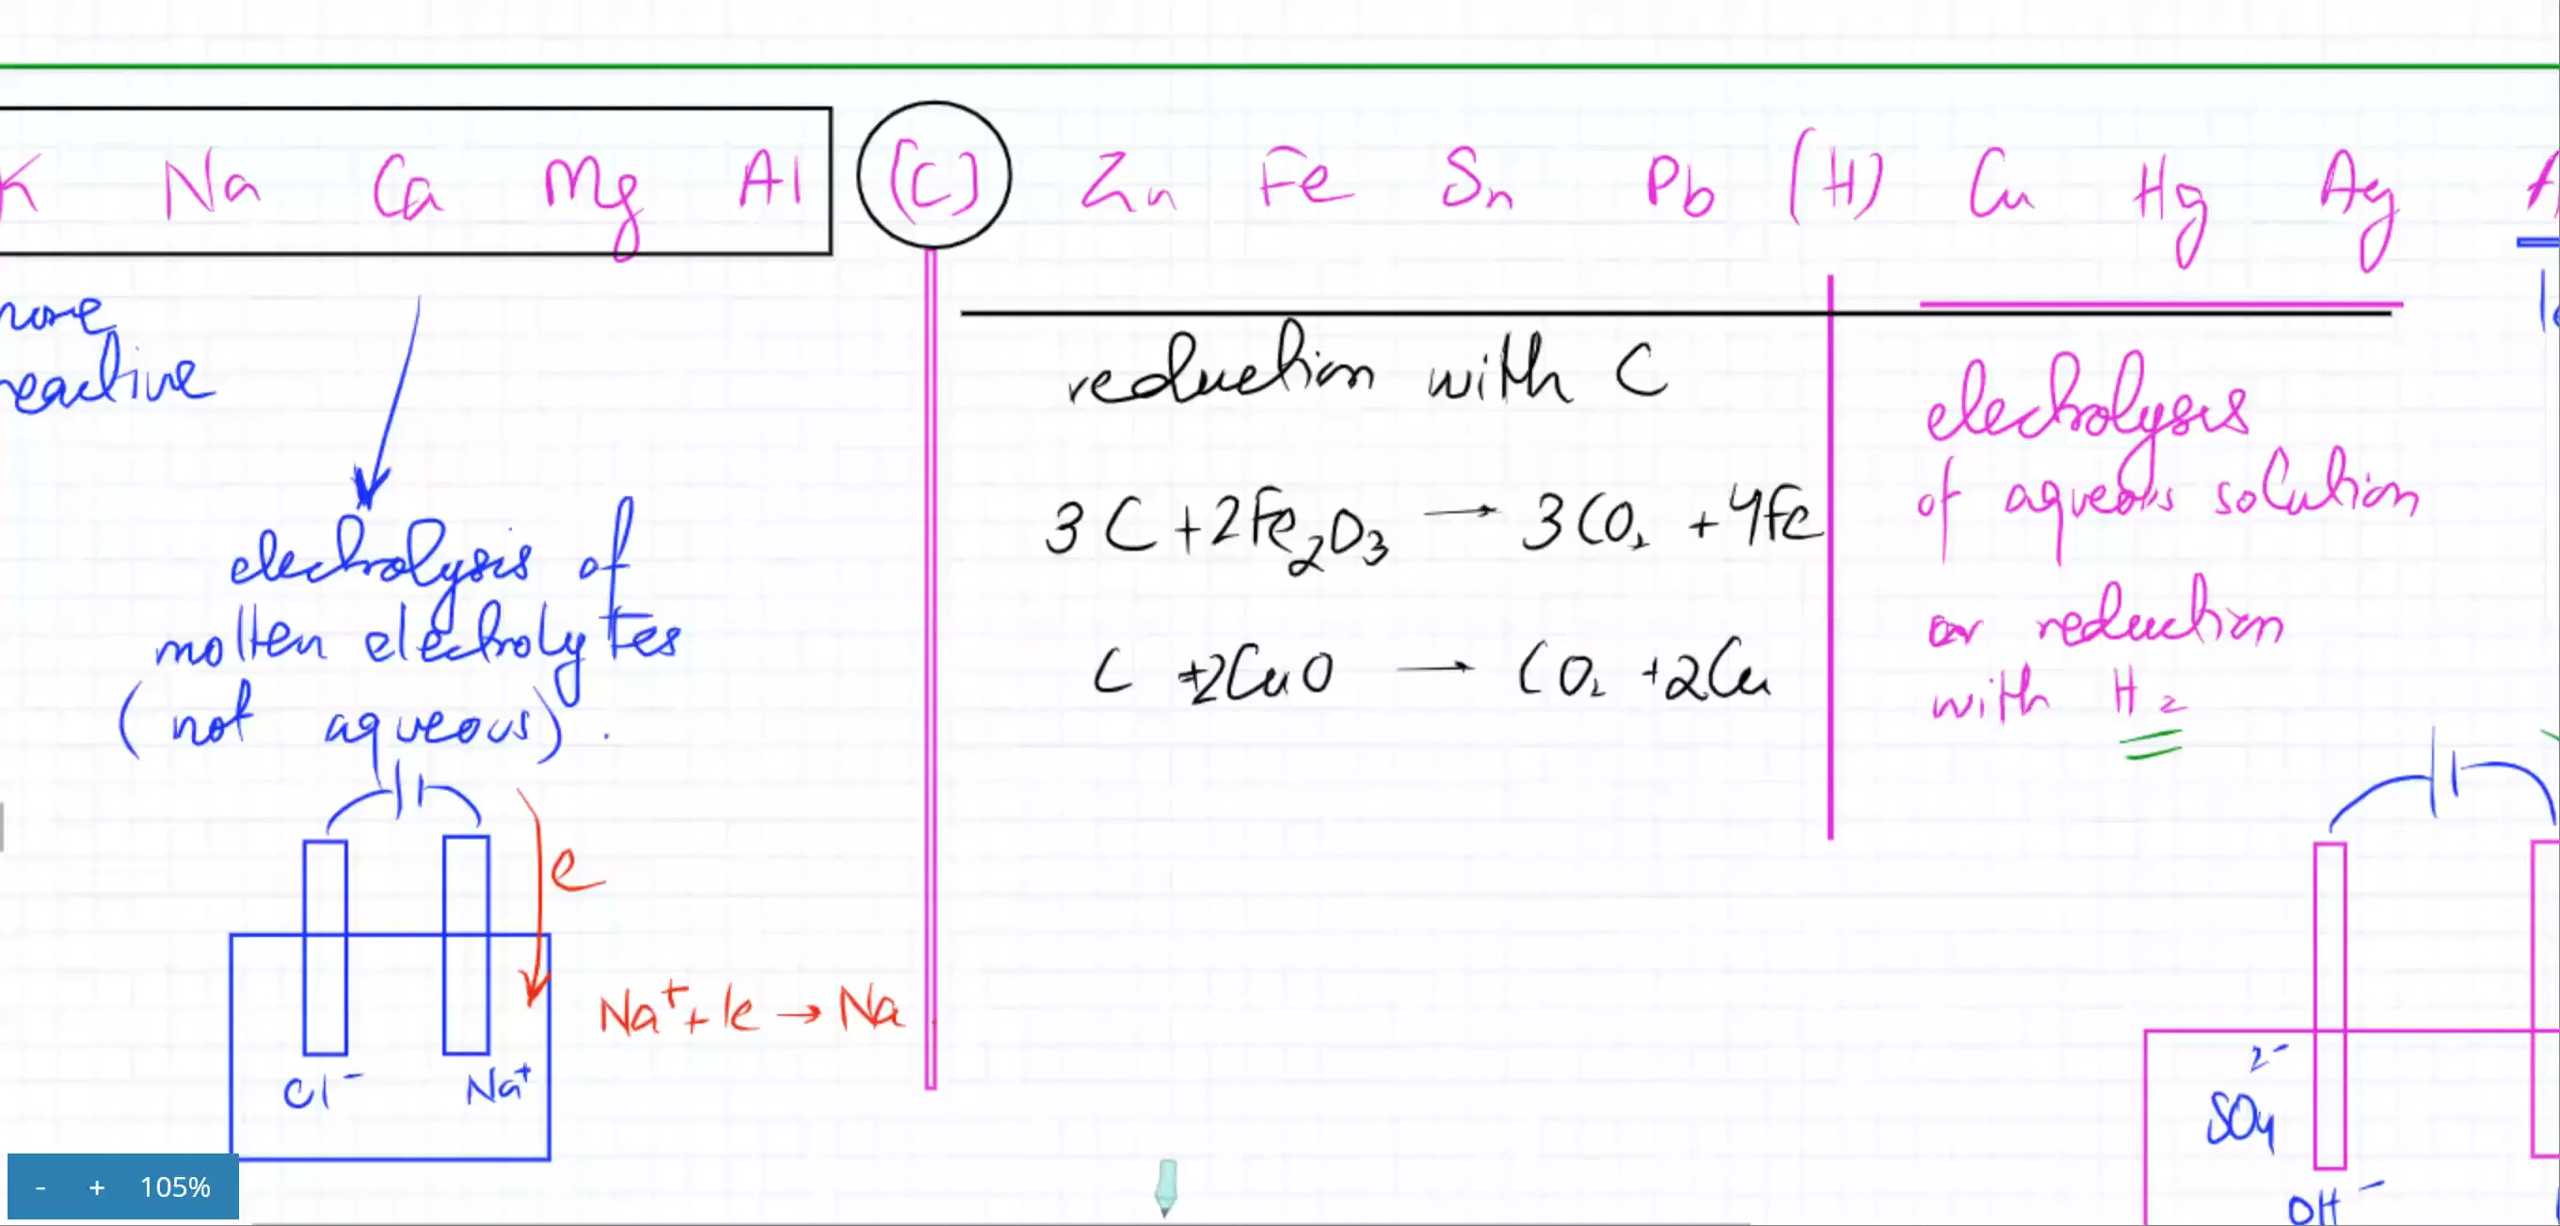 K Na Ca Mg Al (C) Zn Fe Sn Pb (H) Cu Hg Ag
more
reactive
electrolysis of
molten electrolytes
(not aqueous).
e
Na⁺ + 1e → Na
Cl⁻ Na⁺
reduction with C
3C + 2Fe₂O₃ → 3CO₂ + 4Fe
C + 2CuO → CO₂ + 2Cu
electrolysis
of aqueous solution
or reduction
with H₂
SO₄²⁻
OH⁻
- + 105%